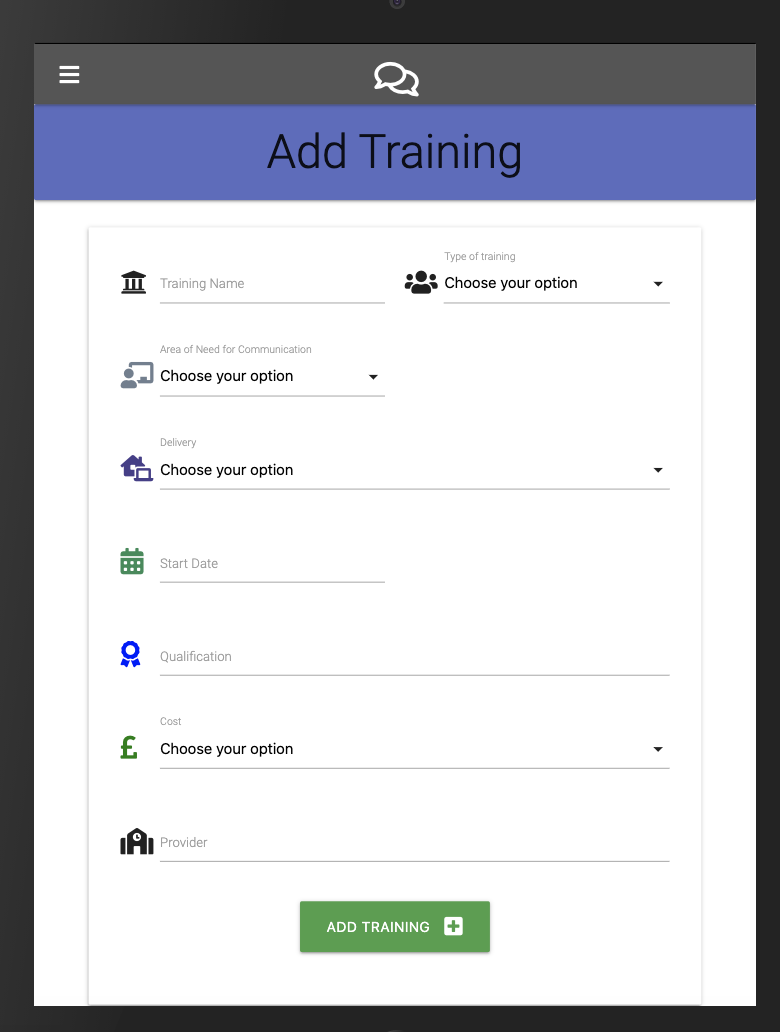 Add Training
Type of training
Training Name
Choose your option
Area of Need for Communication
Choose your option
Delivery
Choose your option
Start Date
Qualification
Cost
£
Choose your option
Provider
ADD TRAINING